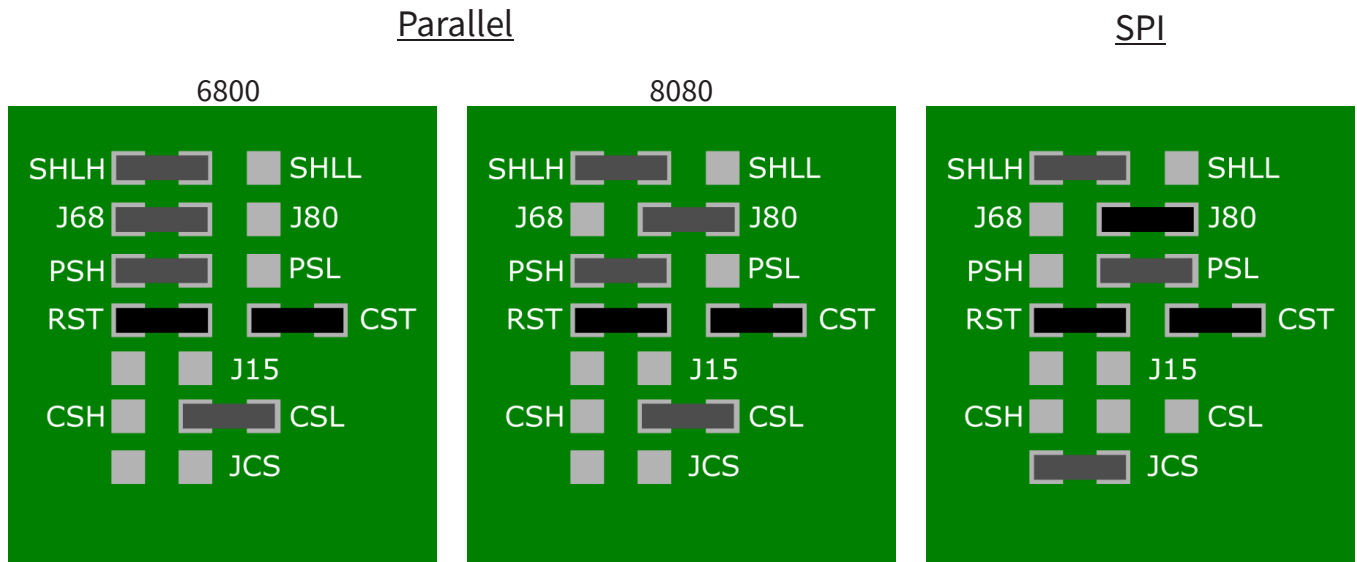 Parallel
SPI
6800
8080
SHLH SHLL
J68 J80
PSH PSL
RST CST
J15
CSH CSL
JCS
SHLH SHLL
J68 J80
PSH PSL
RST CST
J15
CSH CSL
JCS
SHLH SHLL
J68 J80
PSH PSL
RST CST
J15
CSH CSL
JCS